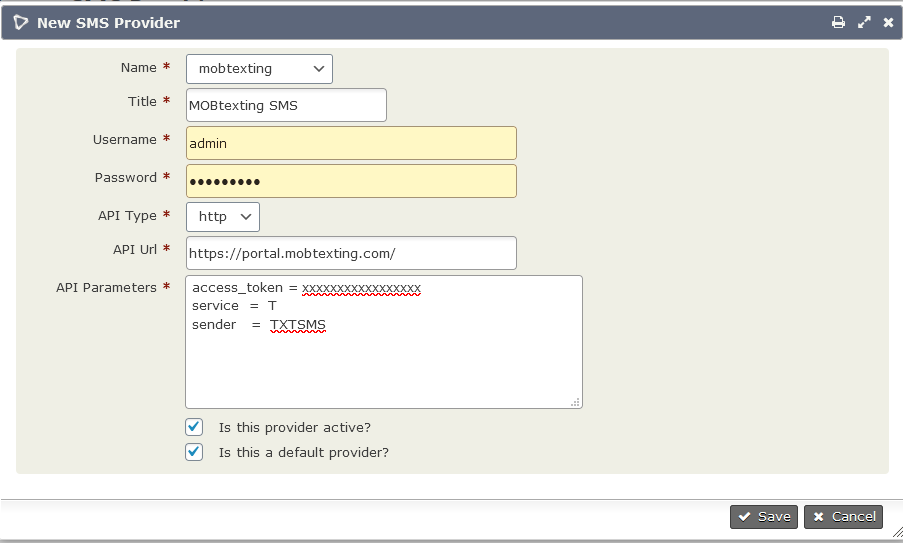 New SMS Provider
Name *
mobtexting
Title *
MOBtexting SMS
Username *
admin
Password *
•••••••••
API Type *
http
API Url *
https://portal.mobtexting.com/
API Parameters *
access_token = xxxxxxxxxxxxxxxxx
service = T
sender = TXTSMS
Is this provider active?
Is this a default provider?
Save Cancel